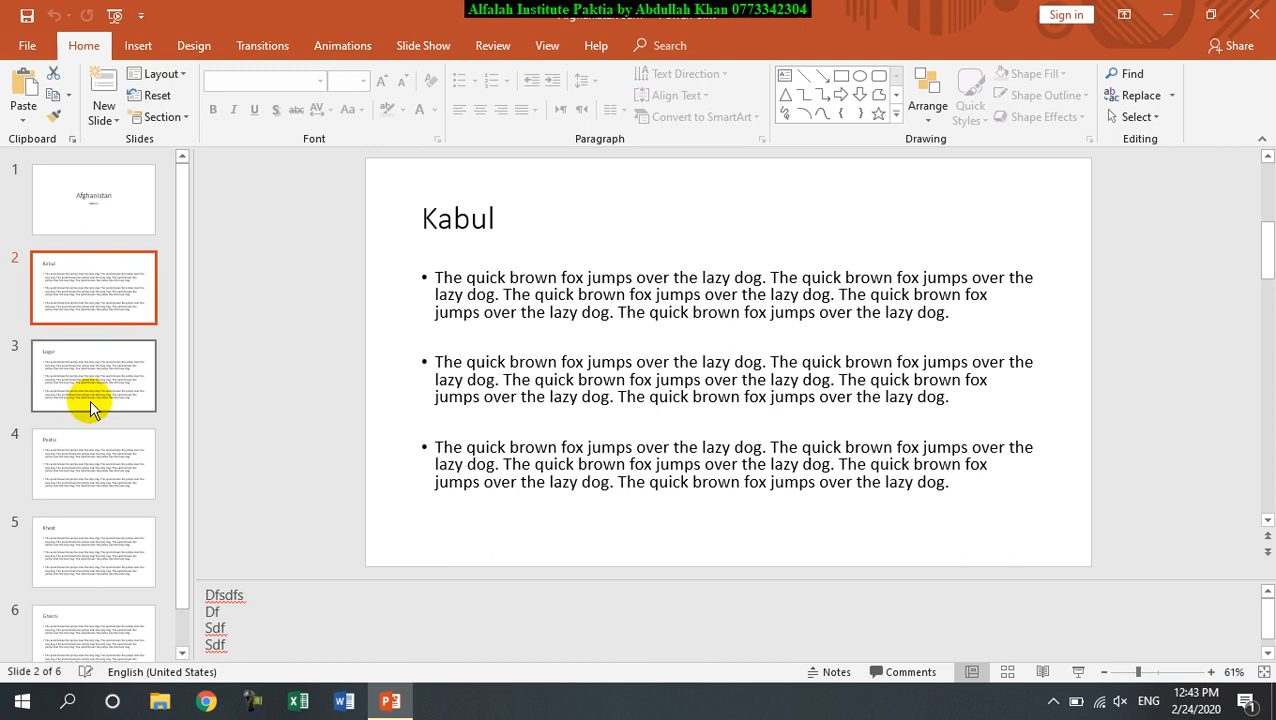 Alfalah Institute Paktia by Abdullah Khan 0773342304
Sign in
File Home Insert Design Transitions Animations Slide Show Review View Help Search Share
Paste
New Slide
Layout
Reset
Section
Text Direction
Align Text
Convert to SmartArt
Arrange
Quick Styles
Shape Fill
Shape Outline
Shape Effects
Find
Replace
Select
Clipboard Slides Font Paragraph Drawing Editing
1
Afghanistan
2
Kabul
3
Logar
4
Paktia
5
Khost
6
Ghazni
Kabul
• The quick brown fox jumps over the lazy dog. The quick brown fox jumps over the
lazy dog. The quick brown fox jumps over the lazy dog. The quick brown fox
jumps over the lazy dog. The quick brown fox jumps over the lazy dog.
• The quick brown fox jumps over the lazy dog. The quick brown fox jumps over the
lazy dog. The quick brown fox jumps over the lazy dog. The quick brown fox
jumps over the lazy dog. The quick brown fox jumps over the lazy dog.
• The quick brown fox jumps over the lazy dog. The quick brown fox jumps over the
lazy dog. The quick brown fox jumps over the lazy dog. The quick brown fox
jumps over the lazy dog. The quick brown fox jumps over the lazy dog.
Dfsdfs
Df
Sdf
Sdf
Slide 2 of 6 English (United States) Notes Comments 61%
ENG
12:43 PM
2/24/2020